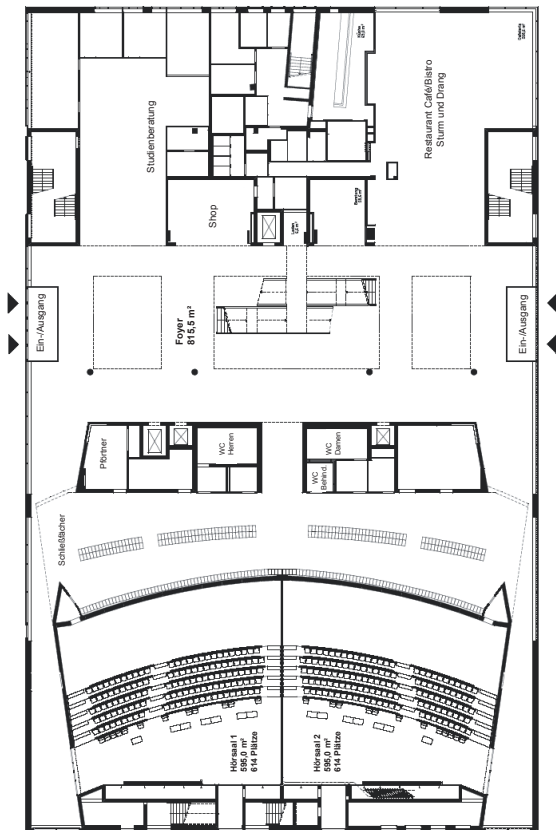 Studienberatung
Restaurant Café/Bistro
Sturm und Drang
Shop
Ein-/Ausgang
Foyer
815,5 m²
Ein-/Ausgang
Pförtner
WC
Herren
WC
Damen
WC
Behind.
Schließfächer
Hörsaal 1
595,0 m²
614 Plätze
Hörsaal 2
595,0 m²
614 Plätze